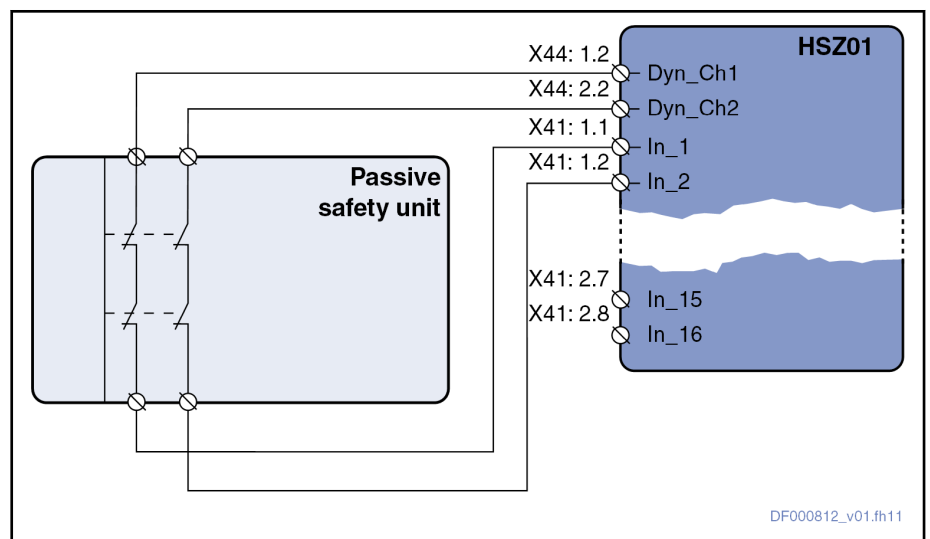 HSZ01
X44: 1.2
Dyn_Ch1
X44: 2.2
Dyn_Ch2
X41: 1.1
In_1
X41: 1.2
In_2
Passive
safety unit
X41: 2.7
In_15
X41: 2.8
In_16
DF000812_v01.fh11